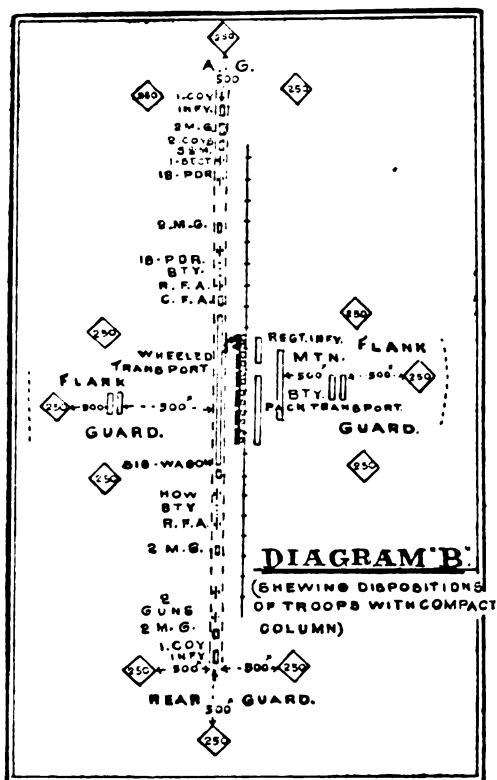 250
A. G.
500
250
250
1.COY
INFY.
2 M.G
2 COYS
S&M.
1-SECTN
18-PDR
2.M.G.
18-PDR.
BTY.
R.F.A.
C.F.A
250
250
REGT. INFY.
WHEELED
TRANSPORT
MTN.
FLANK
FLANK
500"
500"
250
250
500
500"
BTY.
PACK TRANSPORT.
GUARD.
GUARD.
BIG-WAGON
250
250
HOW
BTY
R.F.A.
2 M.G.
DIAGRAM "B".
(SHEWING DISPOSITIONS
OF TROOPS WITH COMPACT
COLUMN)
2
GUNS
2 M.G.
1.COY
INFY
250
500"
500"
250
REAR GUARD.
500"
250